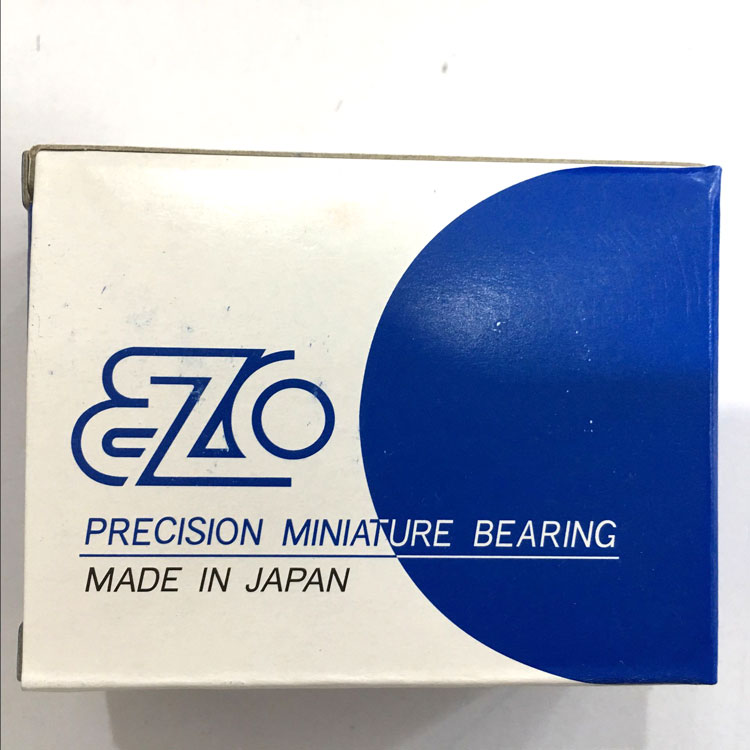 EZO
PRECISION MINIATURE BEARING
MADE IN JAPAN